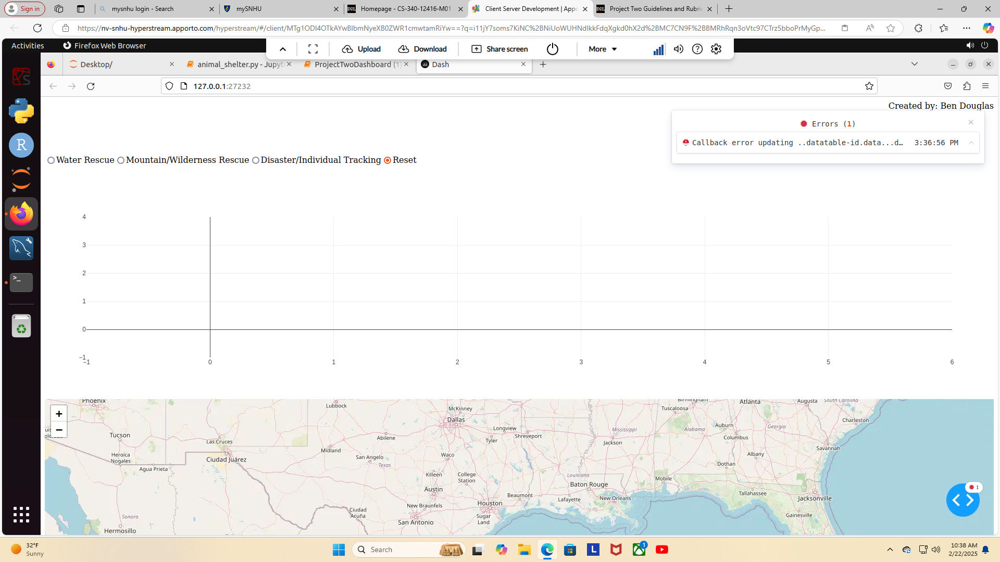 Sign in
mysnhu login - Search
mySNHU
Homepage - CS-340-12416-M01
Client Server Development | Appo
Project Two Guidelines and Rubric
https://nv-snhu-hyperstream.apporto.com/hyperstream/#/client/
Activities
Firefox Web Browser
Upload
Download
Share screen
More
Desktop/
animal_shelter.py - Jupyt
ProjectTwoDashboard (1)
Dash
127.0.0.1:27232
Created by: Ben Douglas
Errors (1)
Callback error updating ..datatable-id.data...d…
3:36:56 PM
Water Rescue
Mountain/Wilderness Rescue
Disaster/Individual Tracking
Reset
4
3
2
1
0
−1
−1
0
1
2
3
4
5
6
+
−
Phoenix
Lubbock
Birmingham
Atlanta
Augusta
South Carolina
McKinney
Dallas
Tuscaloosa
Charleston
Tucson
Abilene
Longview
Shreveport
Mississippi
Alabama
Auburn
Georgia
Las Cruces
Midland
Tyler
Jackson
Columbus
Savannah
Heroica
Nogales
Ciudad Juárez
San Angelo
Texas
Waco
Albany
Agua Prieta
Dothan
Killeen
College
Station
Louisiana
Mobile
Austin
Baton Rouge
Tallahassee
Jacksonville
New Braunfels
Houston
Beaumont
Lafayette
New Orleans
Ciudad
Acuña
Sugar
Land
Gainesville
Sonora
San Antonio
Hermosillo
1
32°F
Sunny
Search
1
10:38 AM
2/22/2025